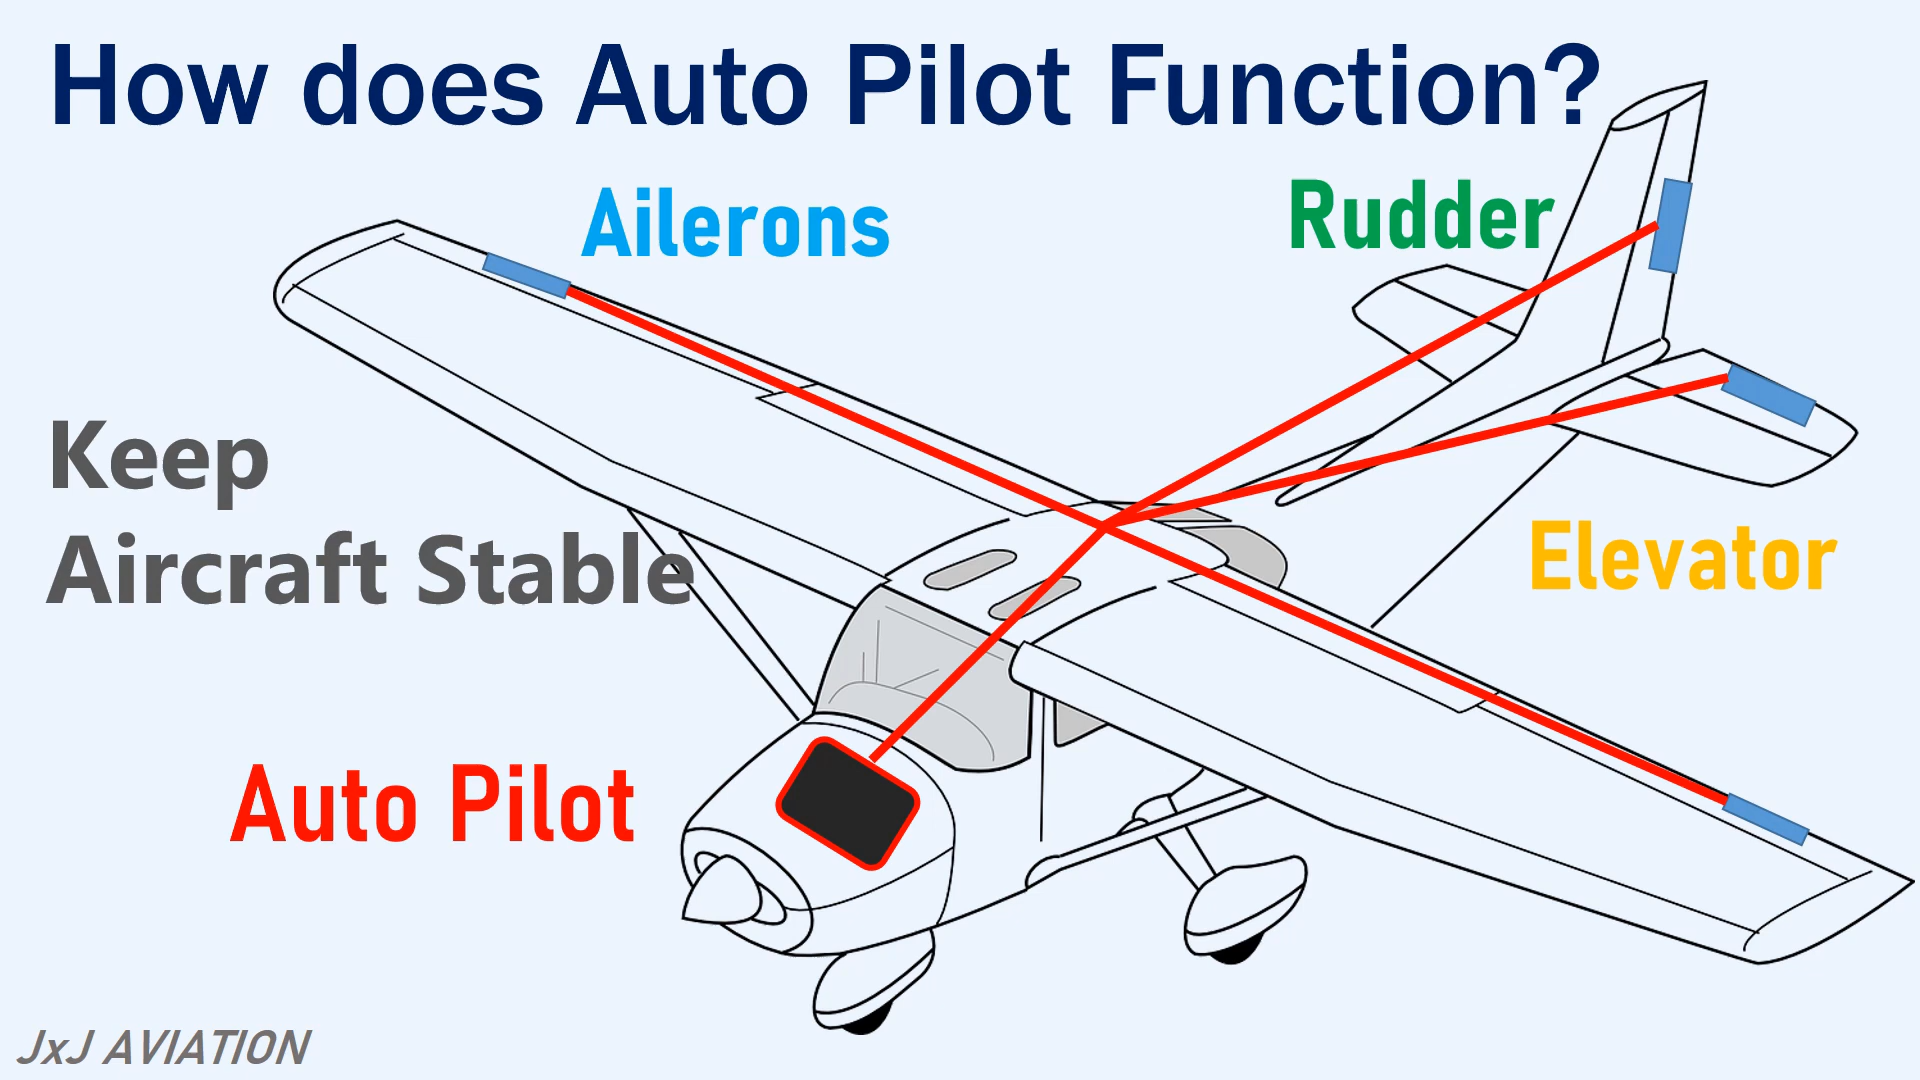 How does Auto Pilot Function?
Ailerons
Rudder
Keep
Aircraft Stable
Elevator
Auto Pilot
JxJ AVIATION